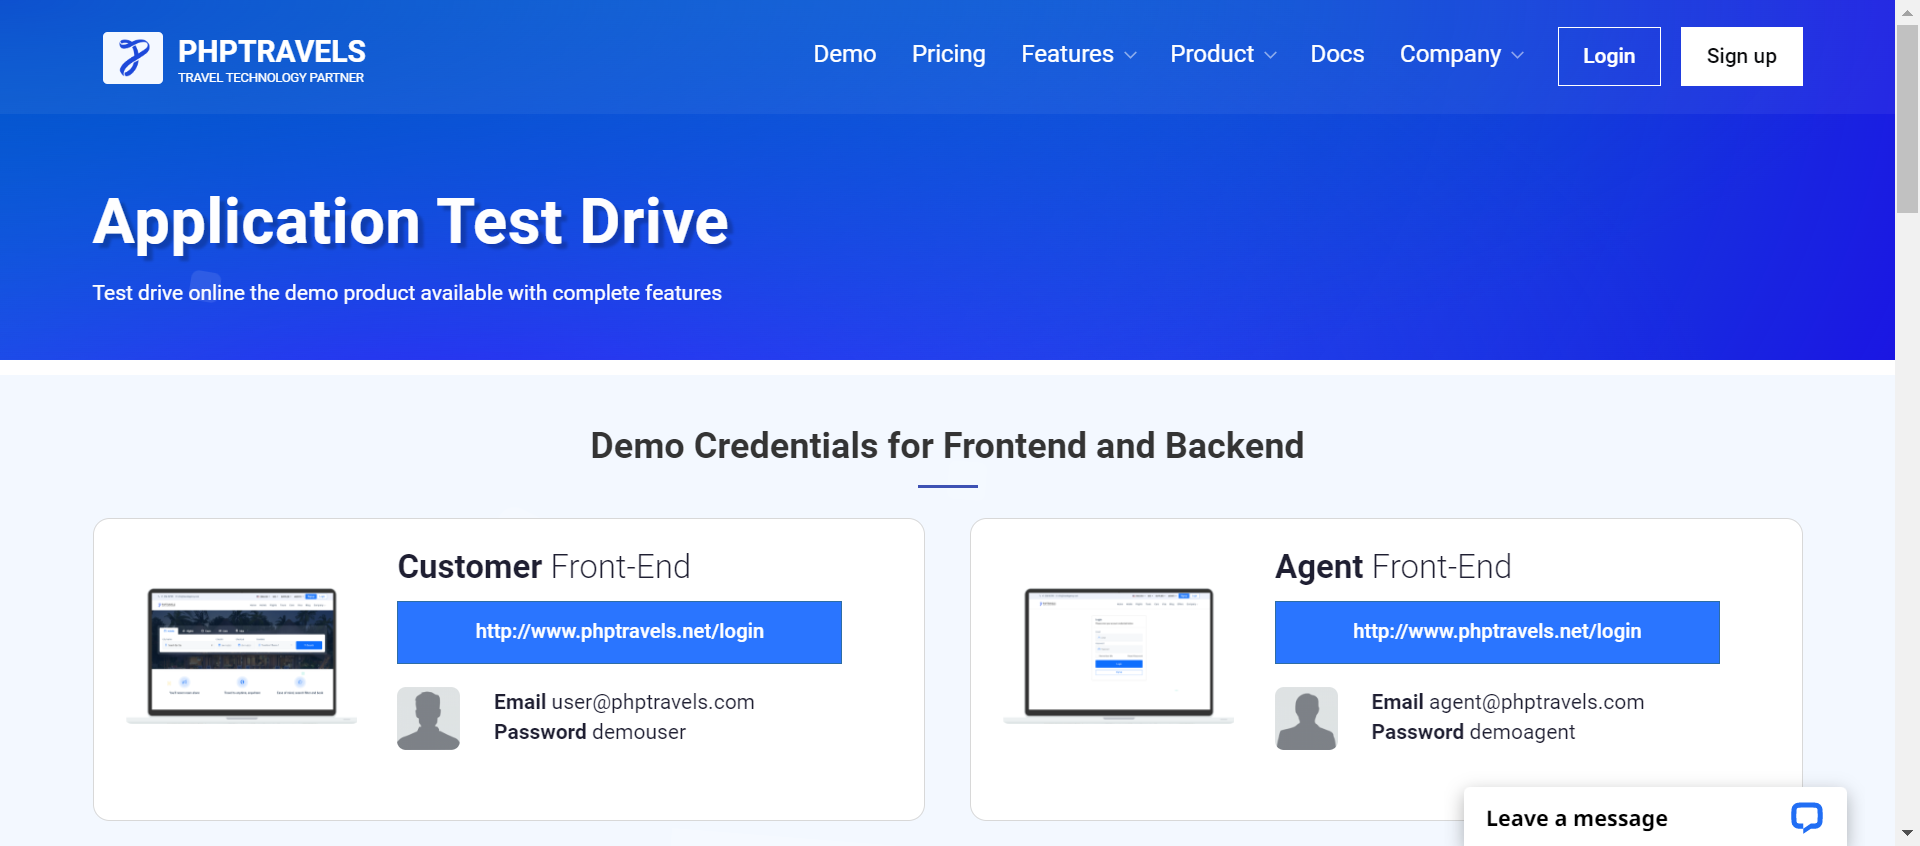 PHPTRAVELS
TRAVEL TECHNOLOGY PARTNER
Demo Pricing Features Product Docs Company Login Sign up
Application Test Drive
Test drive online the demo product available with complete features
Demo Credentials for Frontend and Backend
Customer Front-End
http://www.phptravels.net/login
Email user@phptravels.com
Password demouser
Agent Front-End
http://www.phptravels.net/login
Email agent@phptravels.com
Password demoagent
Leave a message